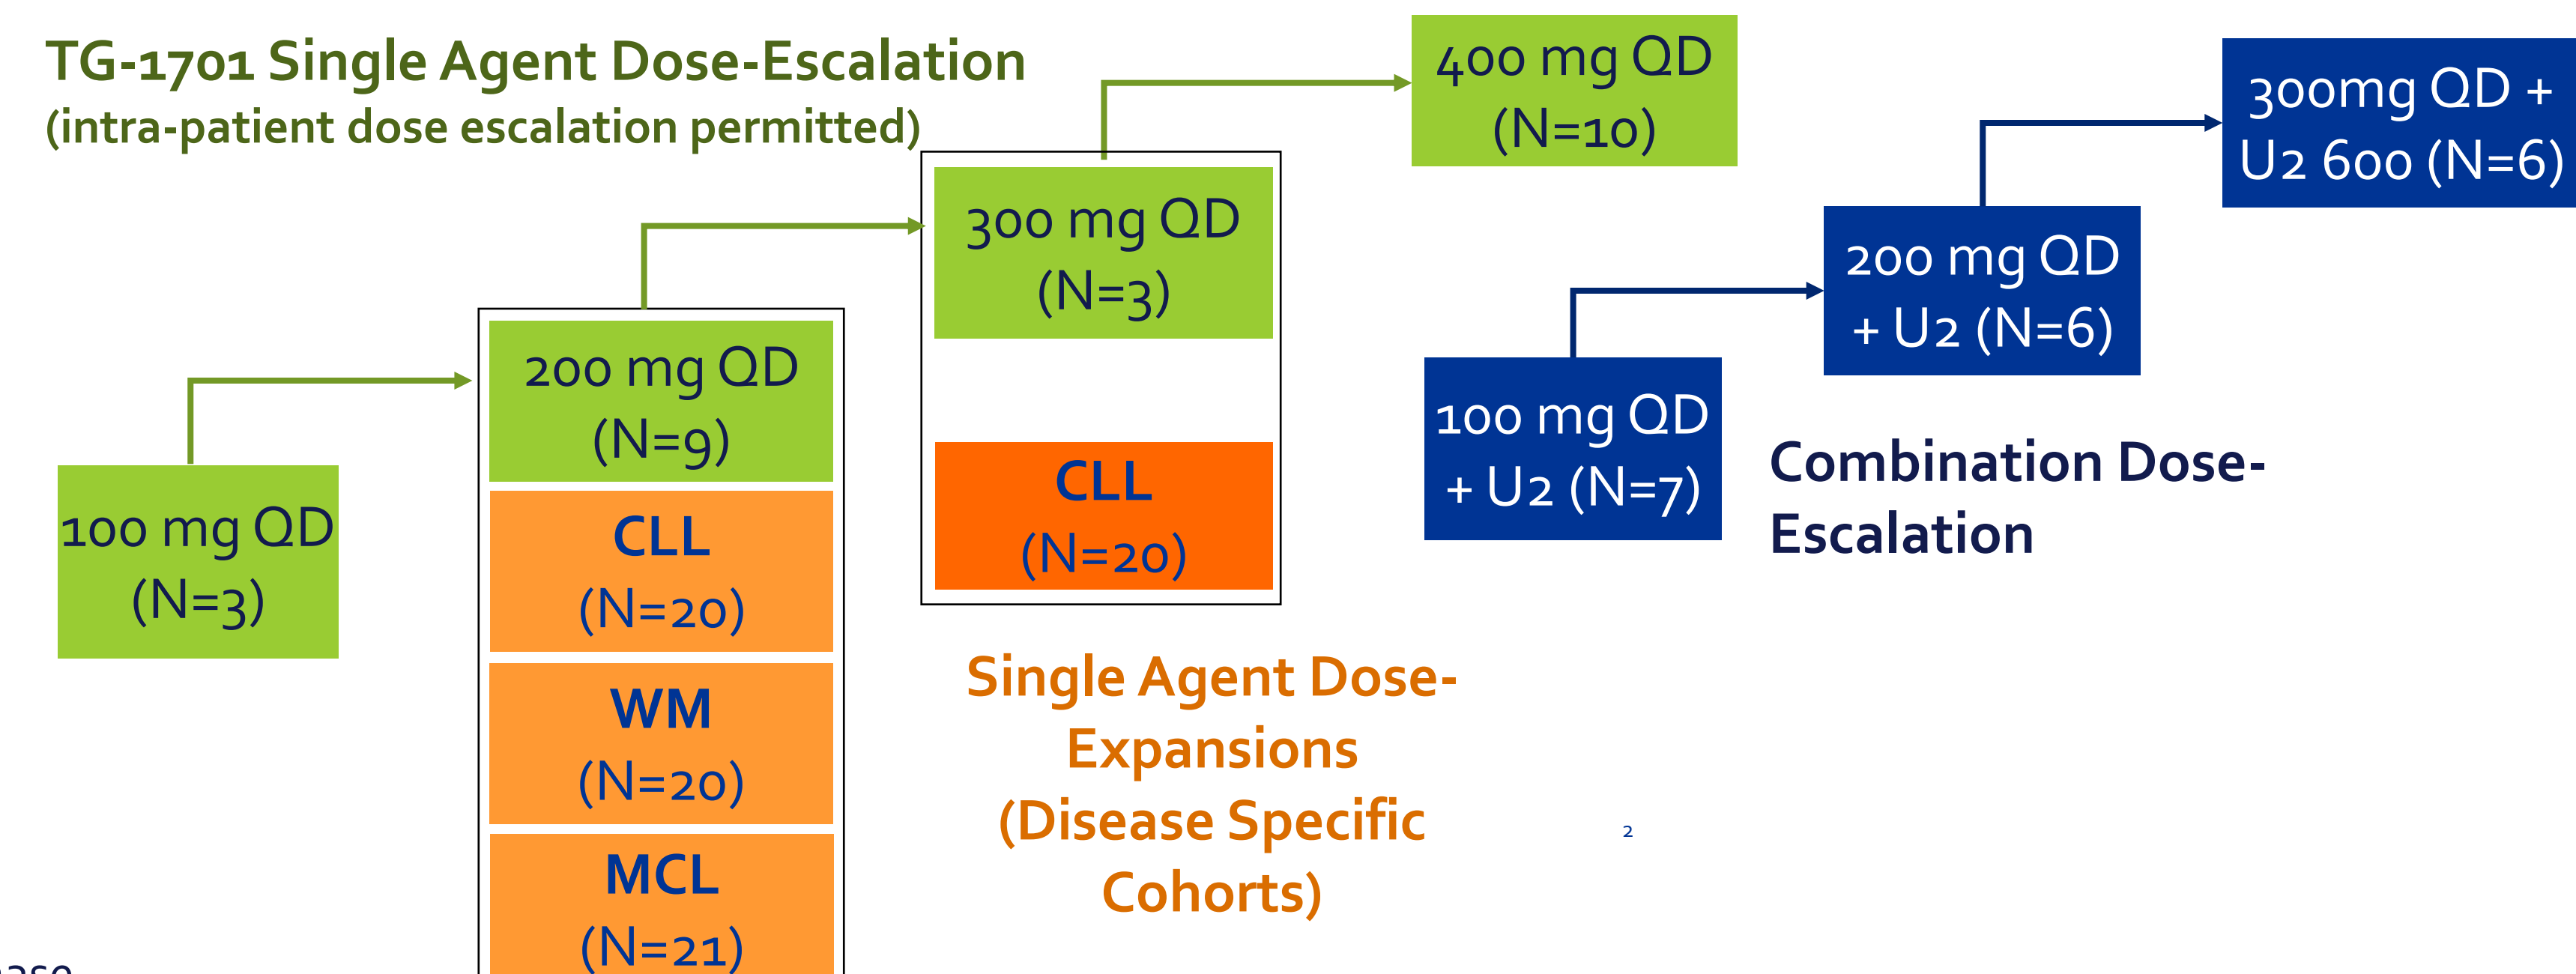 TG-1701 Single Agent Dose-Escalation
(intra-patient dose escalation permitted)
100 mg QD
(N=3)
200 mg QD
(N=9)
CLL
(N=20)
WM
(N=20)
MCL
(N=21)
300 mg QD
(N=3)
CLL
(N=20)
400 mg QD
(N=10)
Single Agent Dose-
Expansions
(Disease Specific
Cohorts)
100 mg QD
+ U2 (N=7)
200 mg QD
+ U2 (N=6)
300mg QD +
U2 600 (N=6)
Combination Dose-
Escalation
2